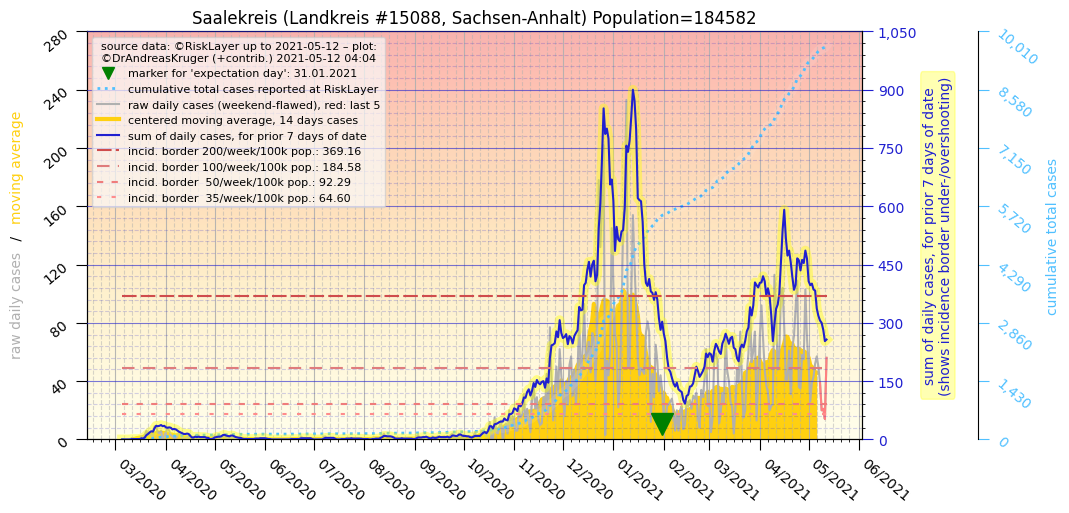 Saalekreis (Landkreis #15088, Sachsen-Anhalt) Population=184582
source data: ©RiskLayer up to 2021-05-12 – plot:
©DrAndreasKruger (+contrib.) 2021-05-12 04:04
marker for 'expectation day': 31.01.2021
cumulative total cases reported at RiskLayer
raw daily cases (weekend-flawed), red: last 5
centered moving average, 14 days cases
sum of daily cases, for prior 7 days of date
incid. border 200/week/100k pop.: 369.16
incid. border 100/week/100k pop.: 184.58
incid. border  50/week/100k pop.: 92.29
incid. border  35/week/100k pop.: 64.60
raw daily cases / moving average
280
240
200
160
120
80
40
0
03/2020
04/2020
05/2020
06/2020
07/2020
08/2020
09/2020
10/2020
11/2020
12/2020
01/2021
02/2021
03/2021
04/2021
05/2021
06/2021
1,050
900
750
600
450
300
150
0
sum of daily cases, for prior 7 days of date
(shows incidence border under-/overshooting)
10,010
8,580
7,150
5,720
4,290
2,860
1,430
0
cumulative total cases